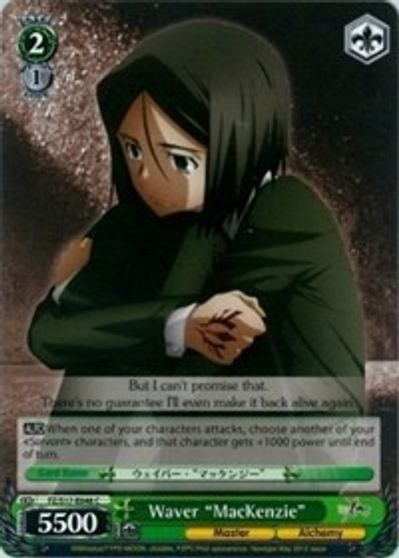 2
1
But I can't promise that.
There's no guarantee I'll even make it back alive again.
AUTO When one of your characters attacks, choose another of your
<Servant> characters, and that character gets +1000 power until end
of turn.
Card Name ウェイバー・"マッケンジー"
5500 Waver "MacKenzie"
Master Alchemy